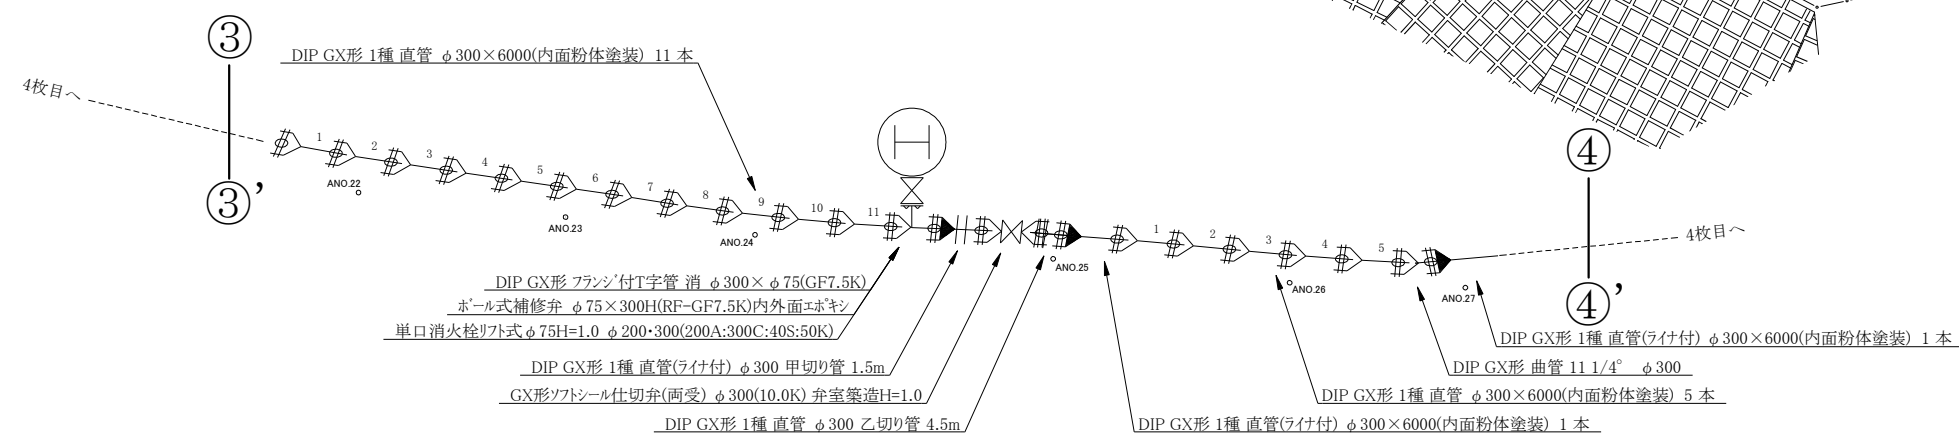 ③
DIP GX形 1種 直管 φ300×6000(内面粉体塗装) 11 本
4枚目へ
③’
1
2
3
4
5
6
7
8
9
10
11
ANO.22
ANO.23
ANO.24
H
④
1
2
3
4
5
4枚目へ
ANO.25
ANO.26
ANO.27
④’
DIP GX形 フランジ付T字管 消 φ300×φ75(GF7.5K)
ボール式補修弁 φ75×300H(RF-GF7.5K)内外面エポキシ
単口消火栓リフト式φ75H=1.0 φ200・300(200A:300C:40S:50K)
DIP GX形 1種 直管(ライナ付) φ300 甲切り管 1.5m
GX形ソフトシール仕切弁(両受) φ300(10.0K) 弁室築造H=1.0
DIP GX形 1種 直管 φ300 乙切り管 4.5m
DIP GX形 1種 直管(ライナ付) φ300×6000(内面粉体塗装) 1 本
DIP GX形 曲管 11 1/4° φ300
DIP GX形 1種 直管 φ300×6000(内面粉体塗装) 5 本
DIP GX形 1種 直管(ライナ付) φ300×6000(内面粉体塗装) 1 本